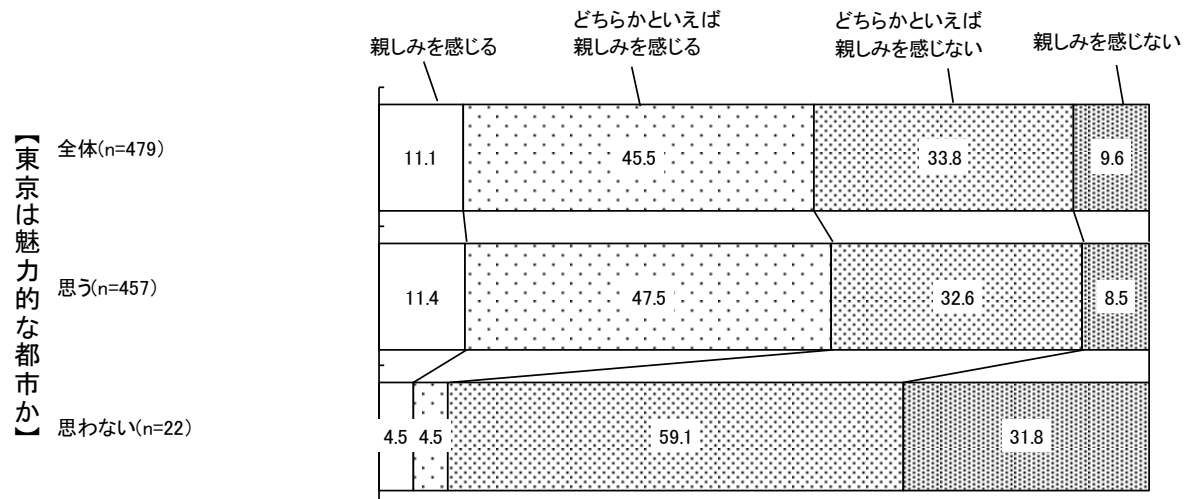 親しみを感じる
どちらかといえば
親しみを感じる
どちらかといえば
親しみを感じない
親しみを感じない
【東京は魅力的な都市か】
全体(n=479)
11.1
45.5
33.8
9.6
思う(n=457)
11.4
47.5
32.6
8.5
思わない(n=22)
4.5
4.5
59.1
31.8